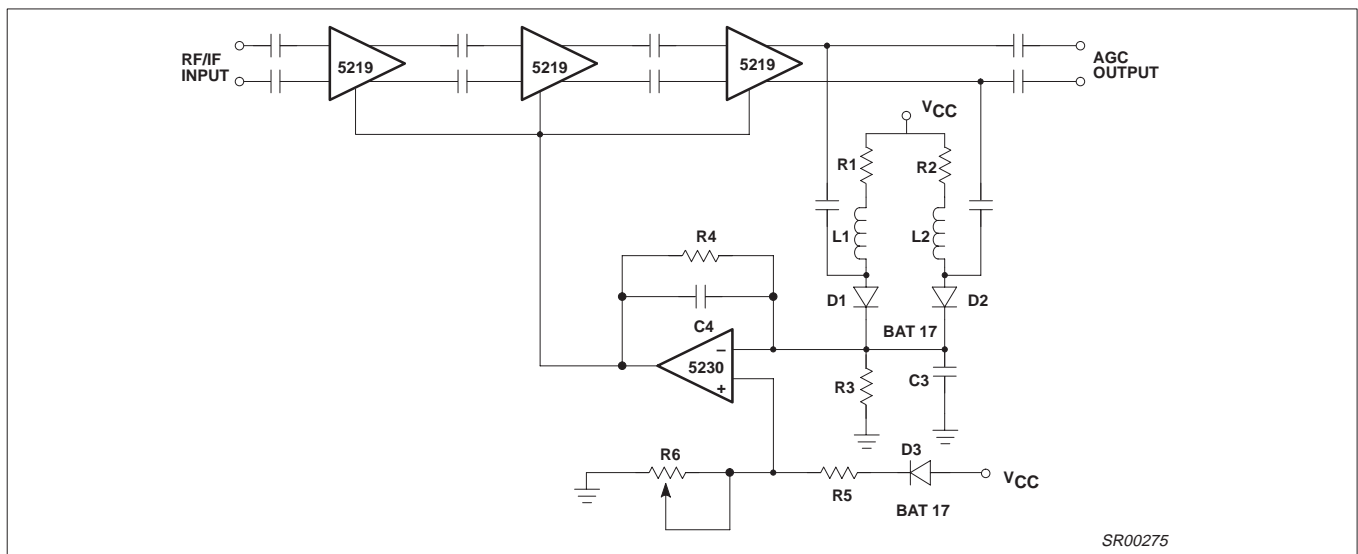 RF/IF
INPUT
5219
5219
5219
AGC
OUTPUT
VCC
R1
R2
L1
L2
R4
C4
D1
D2
BAT 17
–
5230
+
R3
C3
R6
D3
R5
VCC
BAT 17
SR00275